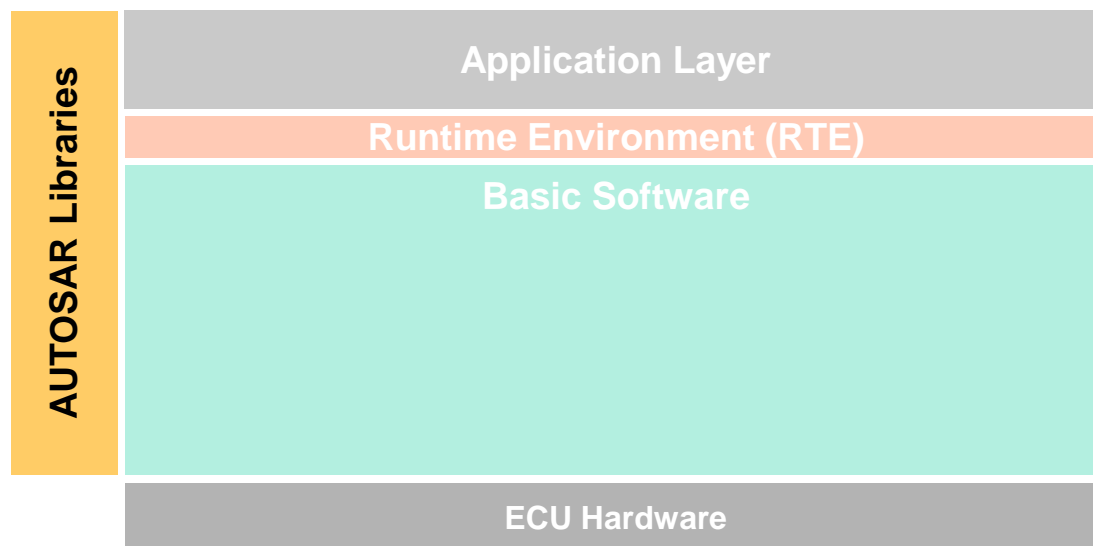 AUTOSAR Libraries
Application Layer
Runtime Environment (RTE)
Basic Software
ECU Hardware